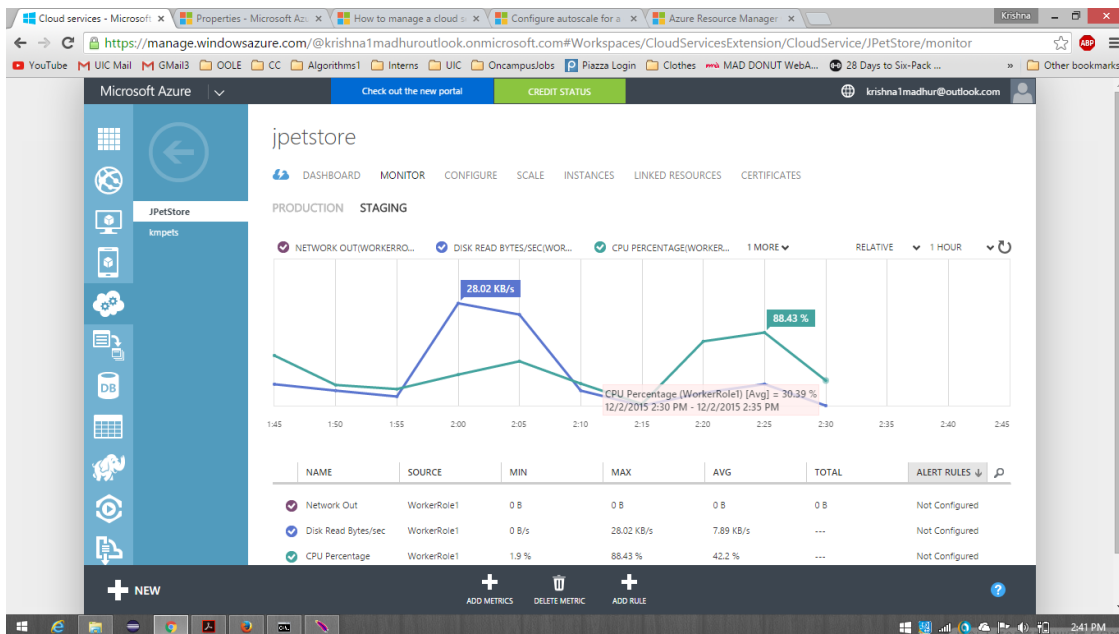 Cloud services - Microsoft
Properties - Microsoft Azu
How to manage a cloud s
Configure autoscale for a
Azure Resource Manager
Krishna
https://manage.windowsazure.com/@krishna1madhuroutlook.onmicrosoft.com#Workspaces/CloudServicesExtension/CloudService/JPetStore/monitor
ABP
YouTube UIC Mail GMail3 OOLE CC Algorithms1 Interns UIC OncampusJobs Piazza Login Clothes MAD DONUT WebA... 28 Days to Six-Pack ... » Other bookmarks
Microsoft Azure Check out the new portal CREDIT STATUS krishna1madhur@outlook.com
jpetstore
DASHBOARD MONITOR CONFIGURE SCALE INSTANCES LINKED RESOURCES CERTIFICATES
JPetStore
kmpets
DB
PRODUCTION STAGING
NETWORK OUT(WORKERRO... DISK READ BYTES/SEC(WOR... CPU PERCENTAGE(WORKER... 1 MORE RELATIVE 1 HOUR
28.02 KB/s
88.43 %
CPU Percentage (WorkerRole1) [Avg] = 30.39 %
12/2/2015 2:30 PM - 12/2/2015 2:35 PM
1:45 1:50 1:55 2:00 2:05 2:10 2:15 2:20 2:25 2:30 2:35 2:40 2:45
NAME SOURCE MIN MAX AVG TOTAL ALERT RULES
Network Out WorkerRole1 0 B 0 B 0 B 0 B Not Configured
Disk Read Bytes/sec WorkerRole1 0 B/s 28.02 KB/s 7.89 KB/s --- Not Configured
CPU Percentage WorkerRole1 1.9 % 88.43 % 42.2 % --- Not Configured
NEW
ADD METRICS DELETE METRIC ADD RULE
?
2:41 PM